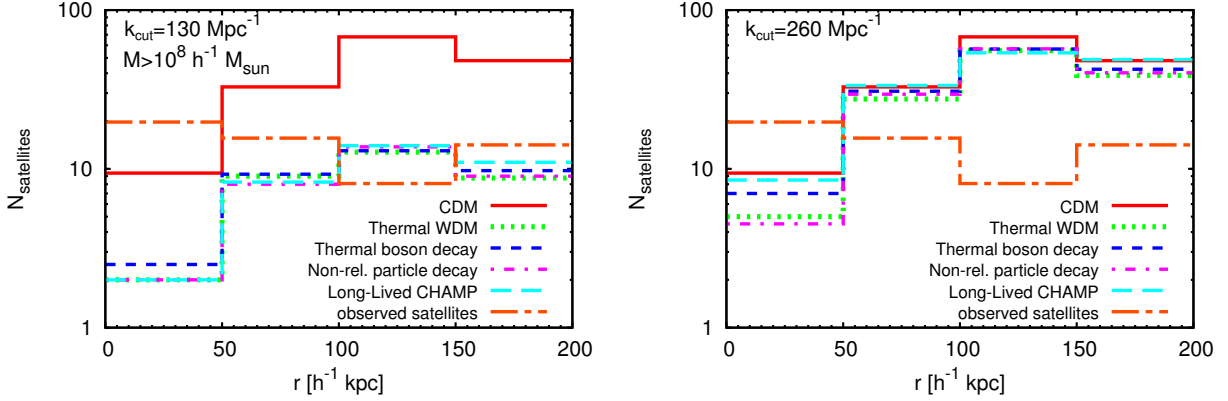 k_cut=130 Mpc⁻¹
M>10⁸ h⁻¹ M_sun
100
10
1
N_satellites
CDM
Thermal WDM
Thermal boson decay
Non-rel. particle decay
Long-Lived CHAMP
observed satellites
0 50 100 150 200
r [h⁻¹ kpc]
k_cut=260 Mpc⁻¹
100
10
1
N_satellites
CDM
Thermal WDM
Thermal boson decay
Non-rel. particle decay
Long-Lived CHAMP
observed satellites
0 50 100 150 200
r [h⁻¹ kpc]